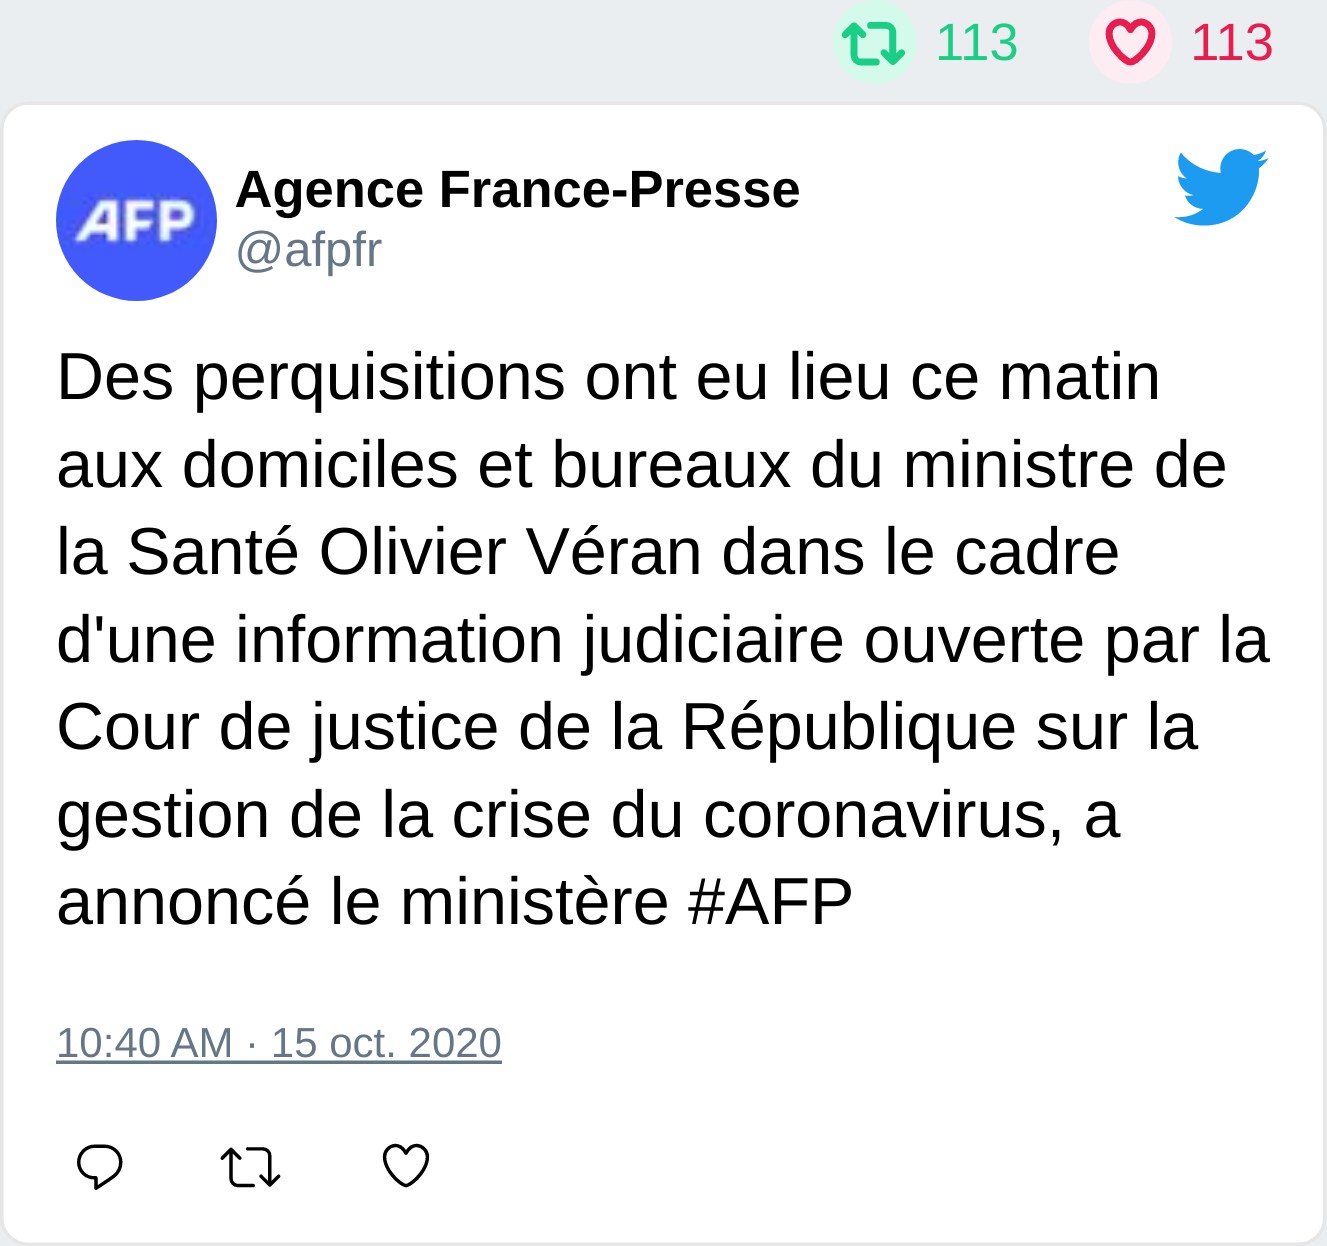 113 113
AFP
Agence France-Presse
@afpfr
Des perquisitions ont eu lieu ce matin
aux domiciles et bureaux du ministre de
la Santé Olivier Véran dans le cadre
d'une information judiciaire ouverte par la
Cour de justice de la République sur la
gestion de la crise du coronavirus, a
annoncé le ministère #AFP
10:40 AM · 15 oct. 2020